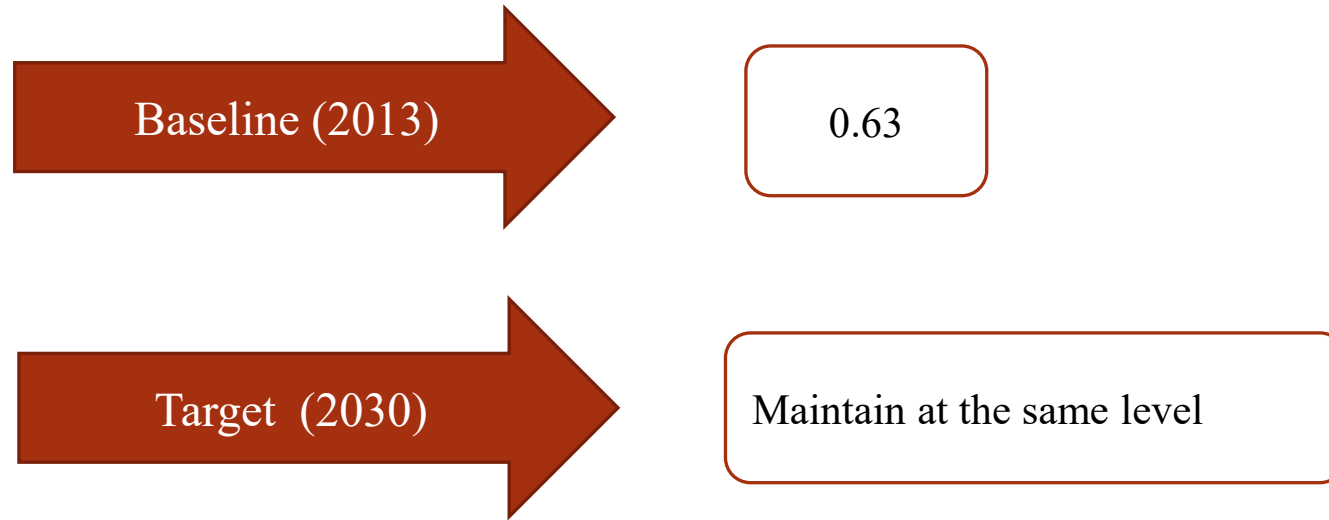 Baseline (2013)
0.63
Target (2030)
Maintain at the same level